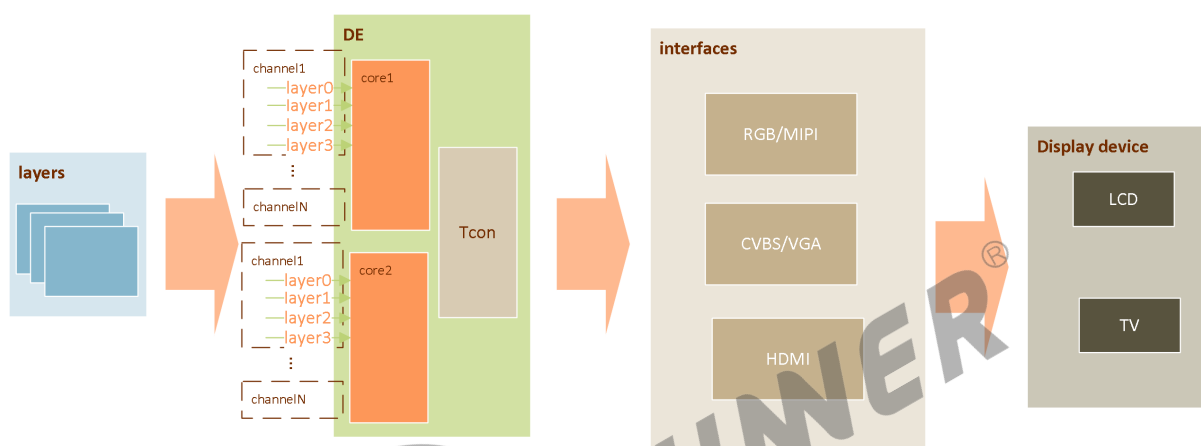 layers
channel1
layer0
layer1
layer2
layer3
...
channelN
channel1
layer0
layer1
layer2
layer3
...
channelN
DE
core1
core2
Tcon
interfaces
RGB/MIPI
CVBS/VGA
HDMI
Display device
LCD
TV
®